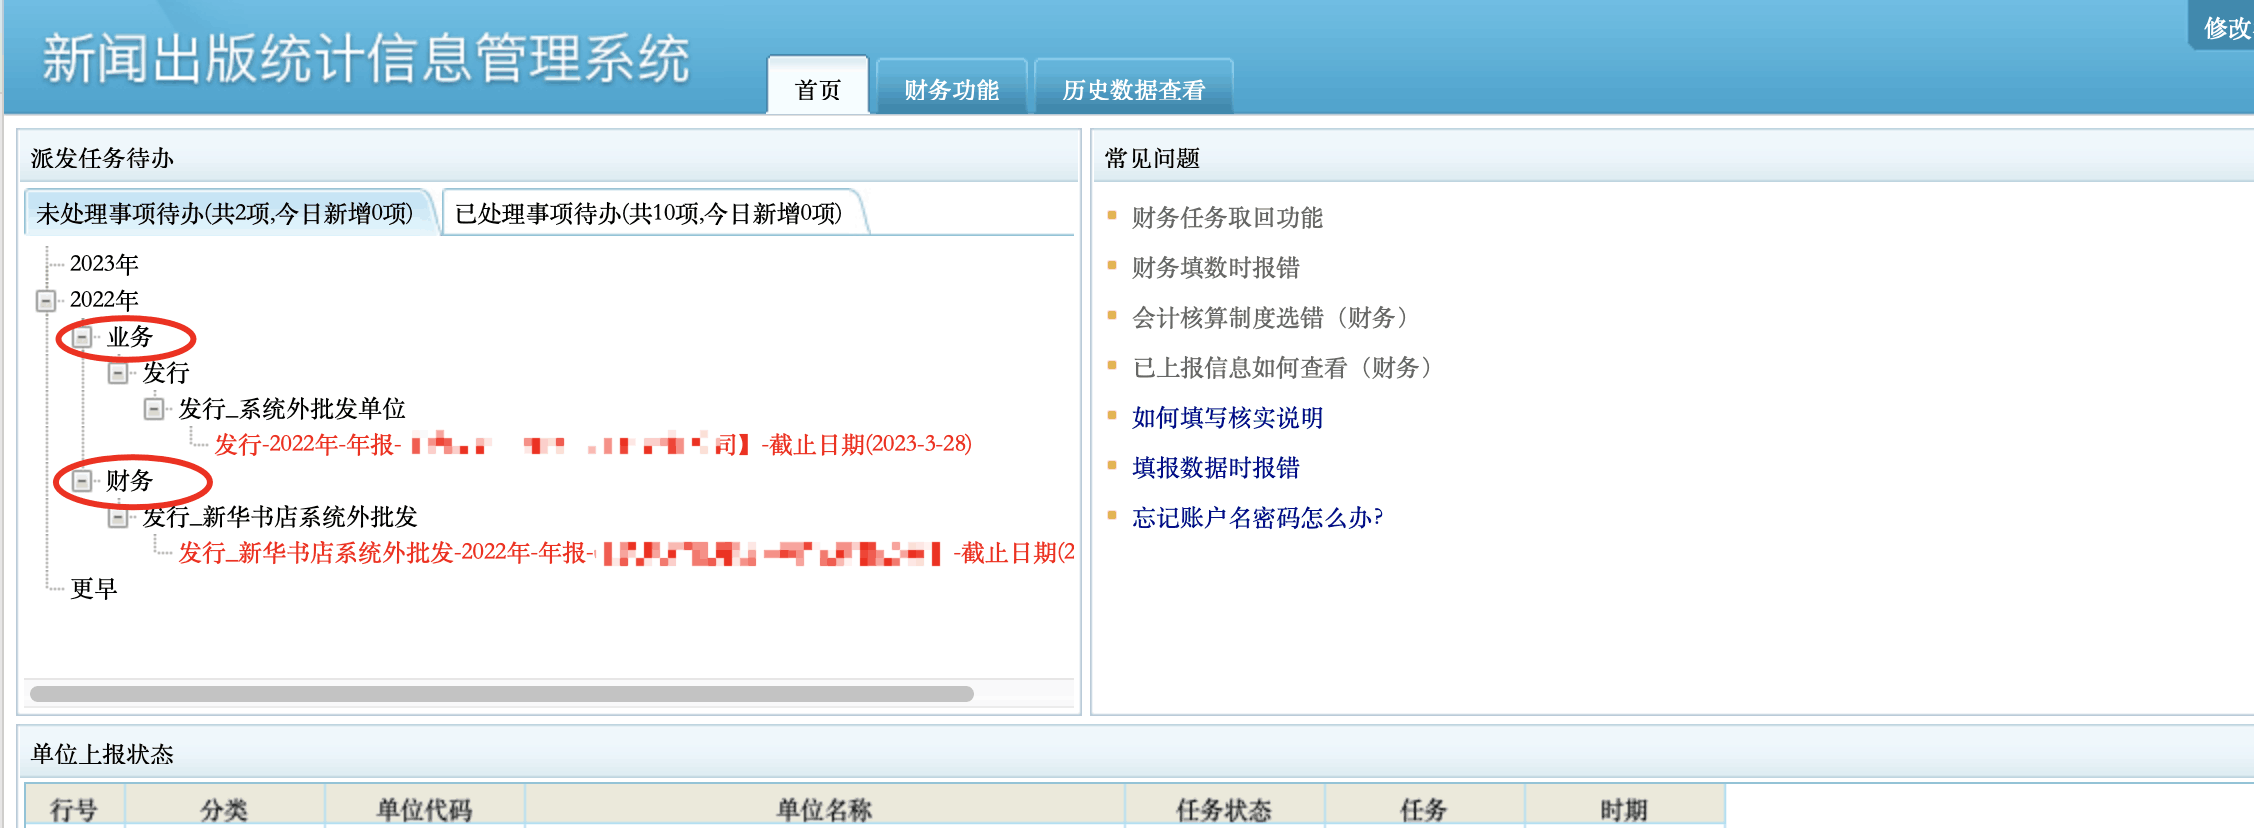 新闻出版统计信息管理系统
首页
财务功能
历史数据查看
修改
派发任务待办
未处理事项待办(共2项,今日新增0项)
已处理事项待办(共10项,今日新增0项)
2023年
2022年
业务
发行
发行_系统外批发单位
发行-2022年-年报-
司】-截止日期(2023-3-28)
财务
发行_新华书店系统外批发
发行_新华书店系统外批发-2022年-年报-
-截止日期(2
更早
常见问题
财务任务取回功能
财务填数时报错
会计核算制度选错（财务）
已上报信息如何查看（财务）
如何填写核实说明
填报数据时报错
忘记账户名密码怎么办?
单位上报状态
行号
分类
单位代码
单位名称
任务状态
任务
时期